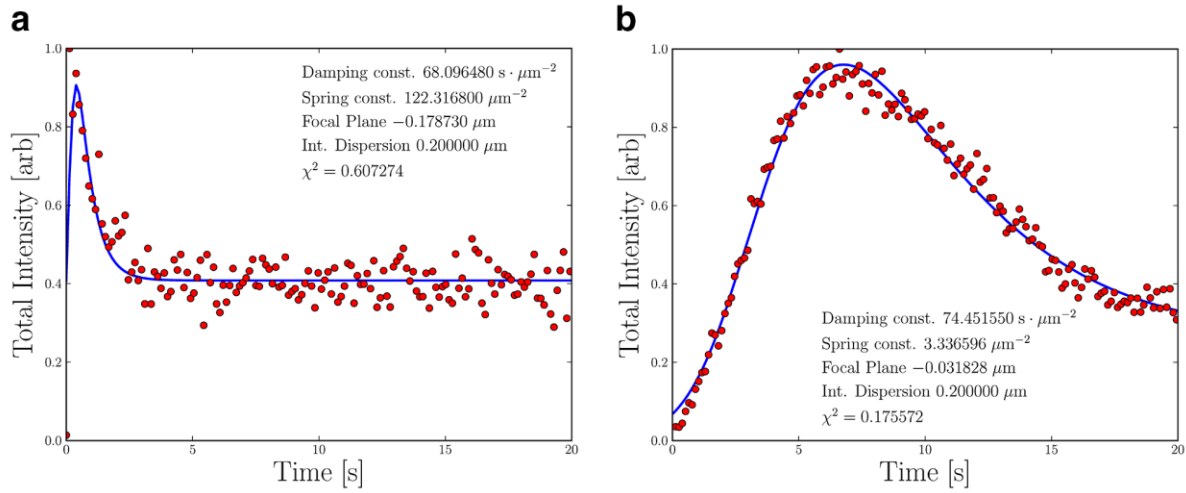 a
b
Total Intensity [arb]
1.0
0.8
0.6
0.4
0.2
0.0
Damping const. 68.096480 s · μm⁻²
Spring const. 122.316800 μm⁻²
Focal Plane −0.178730 μm
Int. Dispersion 0.200000 μm
χ² = 0.607274
0
5
10
15
20
Time [s]
Total Intensity [arb]
1.0
0.8
0.6
0.4
0.2
0.0
Damping const. 74.451550 s · μm⁻²
Spring const. 3.336596 μm⁻²
Focal Plane −0.031828 μm
Int. Dispersion 0.200000 μm
χ² = 0.175572
0
5
10
15
20
Time [s]